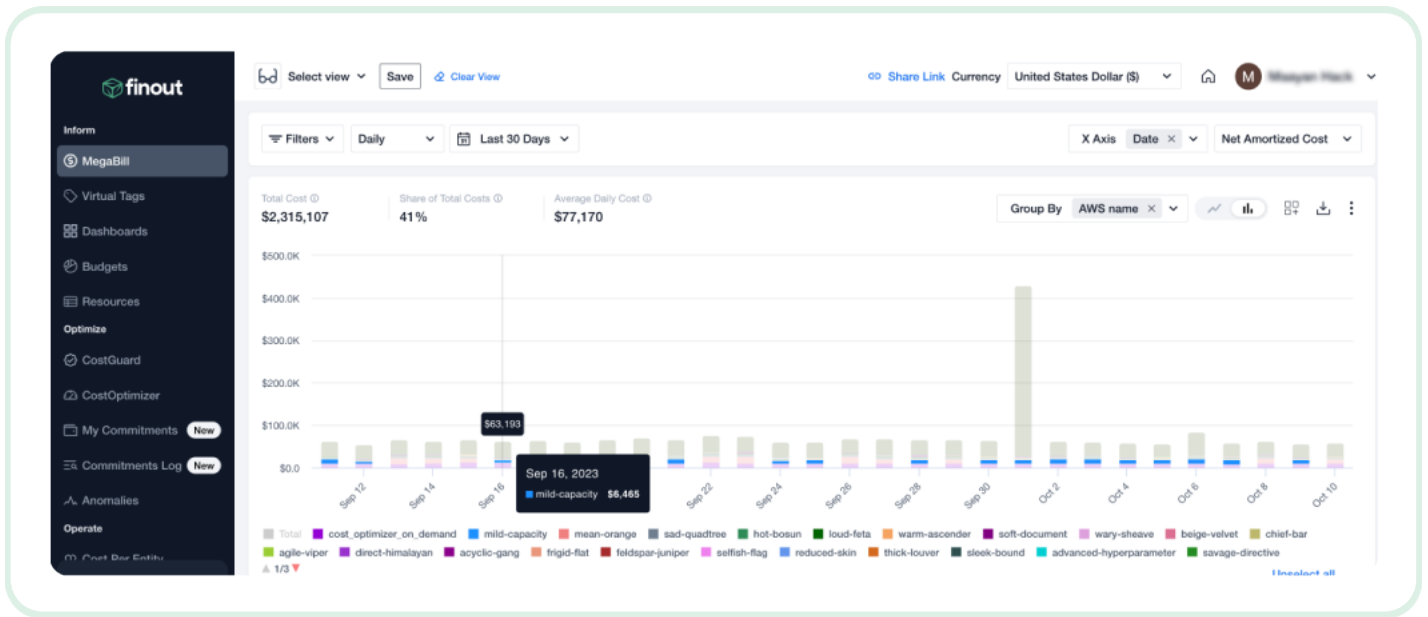 finout
Inform
MegaBill
Virtual Tags
Dashboards
Budgets
Resources
Optimize
CostGuard
CostOptimizer
My Commitments New
Commitments Log New
Anomalies
Operate
Cost Per Entity
Select view Save Clear View Share Link Currency United States Dollar ($) M
Filters Daily Last 30 Days X Axis Date × Net Amortized Cost
Total Cost Share of Total Costs Average Daily Cost
$2,315,107 41% $77,170
Group By AWS name ×
$500.0K
$400.0K
$300.0K
$200.0K
$100.0K
$0.0
$63,193
Sep 16, 2023
mild-capacity $6,465
Sep 12 Sep 14 Sep 16 Sep 22 Sep 24 Sep 26 Sep 28 Sep 30 Oct 2 Oct 4 Oct 6 Oct 8 Oct 10
Total cost_optimizer_on_demand mild-capacity mean-orange sad-quadtree hot-bosun loud-feta warm-ascender soft-document wary-sheave beige-velvet chief-bar
agile-viper direct-himalayan acyclic-gang frigid-flat feldspar-juniper selfish-flag reduced-skin thick-louver sleek-bound advanced-hyperparameter savage-directive
1/3
Unselect all